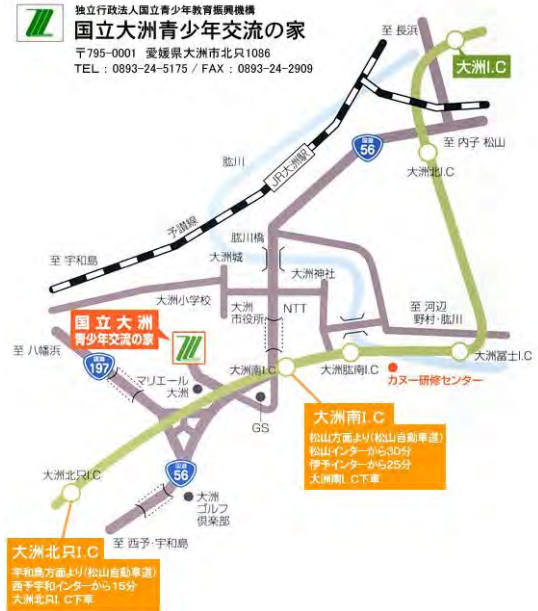 独立行政法人国立青少年教育振興機構
国立大洲青少年交流の家
〒795-0001 愛媛県大洲市北只1086
TEL : 0893-24-5175 / FAX : 0893-24-2909
至 長浜
大洲I.C
国道
56
至 内子 松山
大洲北I.C
肱川
JR大洲駅
予讃線
至 宇和島
肱川橋
大洲城
大洲神社
大洲小学校
大洲
市役所
NTT
至 河辺
野村・肱川
国立大洲
青少年交流の家
至 八幡浜
国道
197
マリエール
大洲
大洲南I.C
大洲肱南I.C
大洲冨士I.C
カヌー研修センター
GS
大洲南I.C
松山方面より(松山自動車道)
松山インターから30分
伊予インターから25分
大洲南I.C下車
大洲北只I.C
国道
56
大洲
ゴルフ
倶楽部
至 西予・宇和島
大洲北只I.C
宇和島方面より(松山自動車道)
西予宇和インターから15分
大洲北只I.C下車